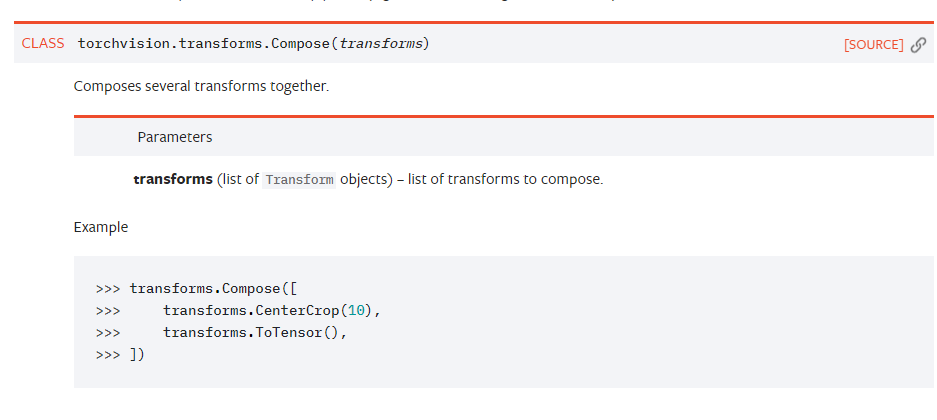 CLASS torchvision.transforms.Compose(transforms) [SOURCE]
Composes several transforms together.
Parameters
transforms (list of Transform objects) – list of transforms to compose.
Example
>>> transforms.Compose([
>>>     transforms.CenterCrop(10),
>>>     transforms.ToTensor(),
>>> ])